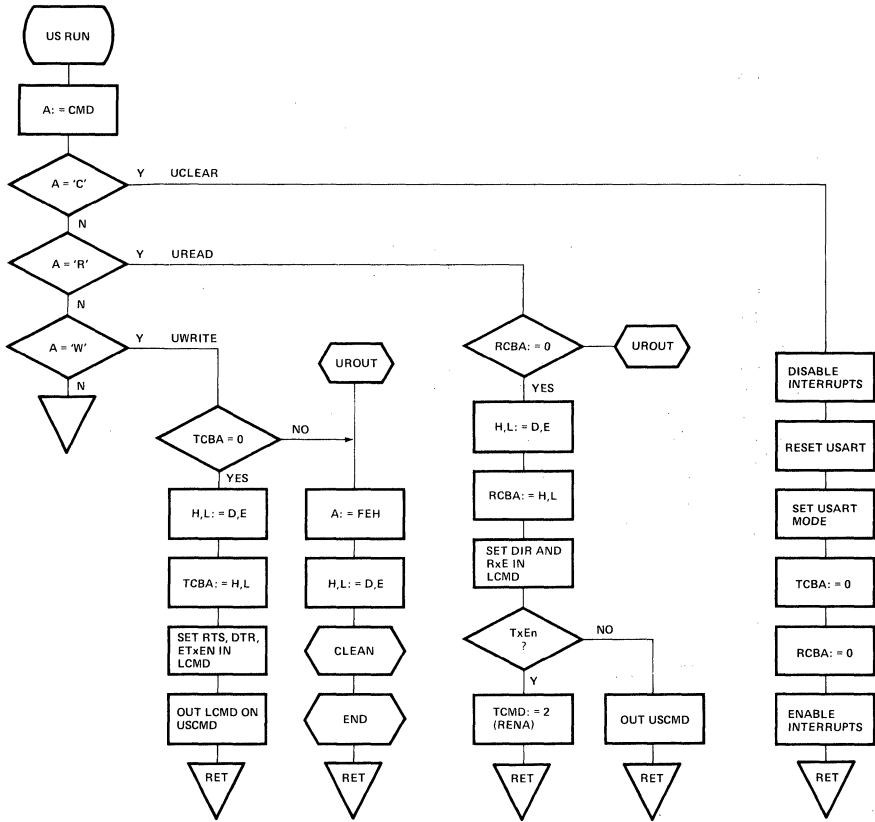 US RUN
A: = CMD
A = 'C'
Y
UCLEAR
N
A = 'R'
Y
UREAD
N
A = 'W'
Y
UWRITE
N
TCBA = 0
NO
YES
H,L: = D,E
TCBA: = H,L
SET RTS, DTR,
ETxEN IN
LCMD
OUT LCMD ON
USCMD
RET
UROUT
A: = FEH
H,L: = D,E
CLEAN
END
RET
RCBA: = 0
UROUT
YES
H,L: = D,E
RCBA: = H,L
SET DIR AND
RxE IN
LCMD
TxEn
?
NO
Y
TCMD: = 2
(RENA)
RET
OUT USCMD
RET
DISABLE
INTERRUPTS
RESET USART
SET USART
MODE
TCBA: = 0
RCBA: = 0
ENABLE
INTERRUPTS
RET